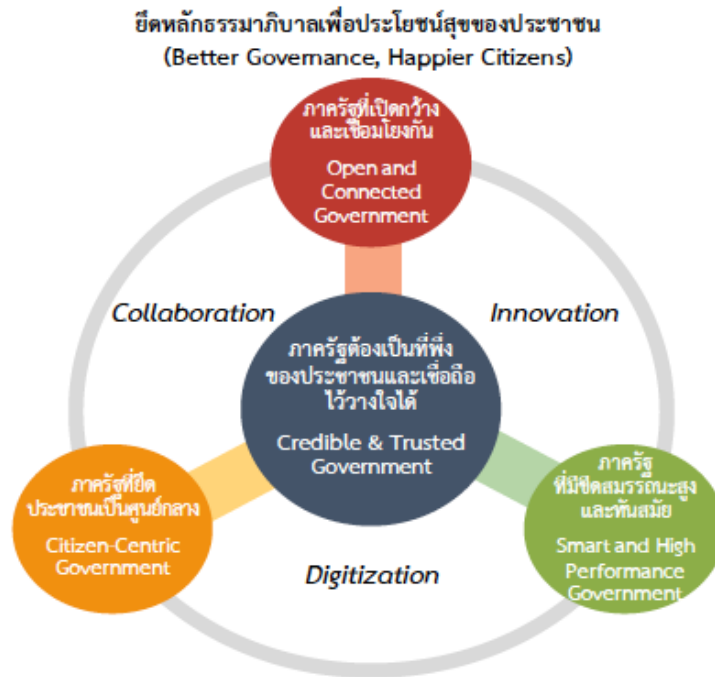 ยึดหลักธรรมาภิบาลเพื่อประโยชน์สุขของประชาชน
(Better Governance, Happier Citizens)
ภาครัฐที่เปิดกว้าง
และเชื่อมโยงกัน
Open and
Connected
Government
Collaboration
Innovation
ภาครัฐต้องเป็นที่พึ่ง
ของประชาชนและเชื่อถือ
ไว้วางใจได้
Credible & Trusted
Government
ภาครัฐที่ยึด
ประชาชนเป็นศูนย์กลาง
Citizen-Centric
Government
ภาครัฐ
ที่มีขีดสมรรถนะสูง
และทันสมัย
Smart and High
Performance
Government
Digitization